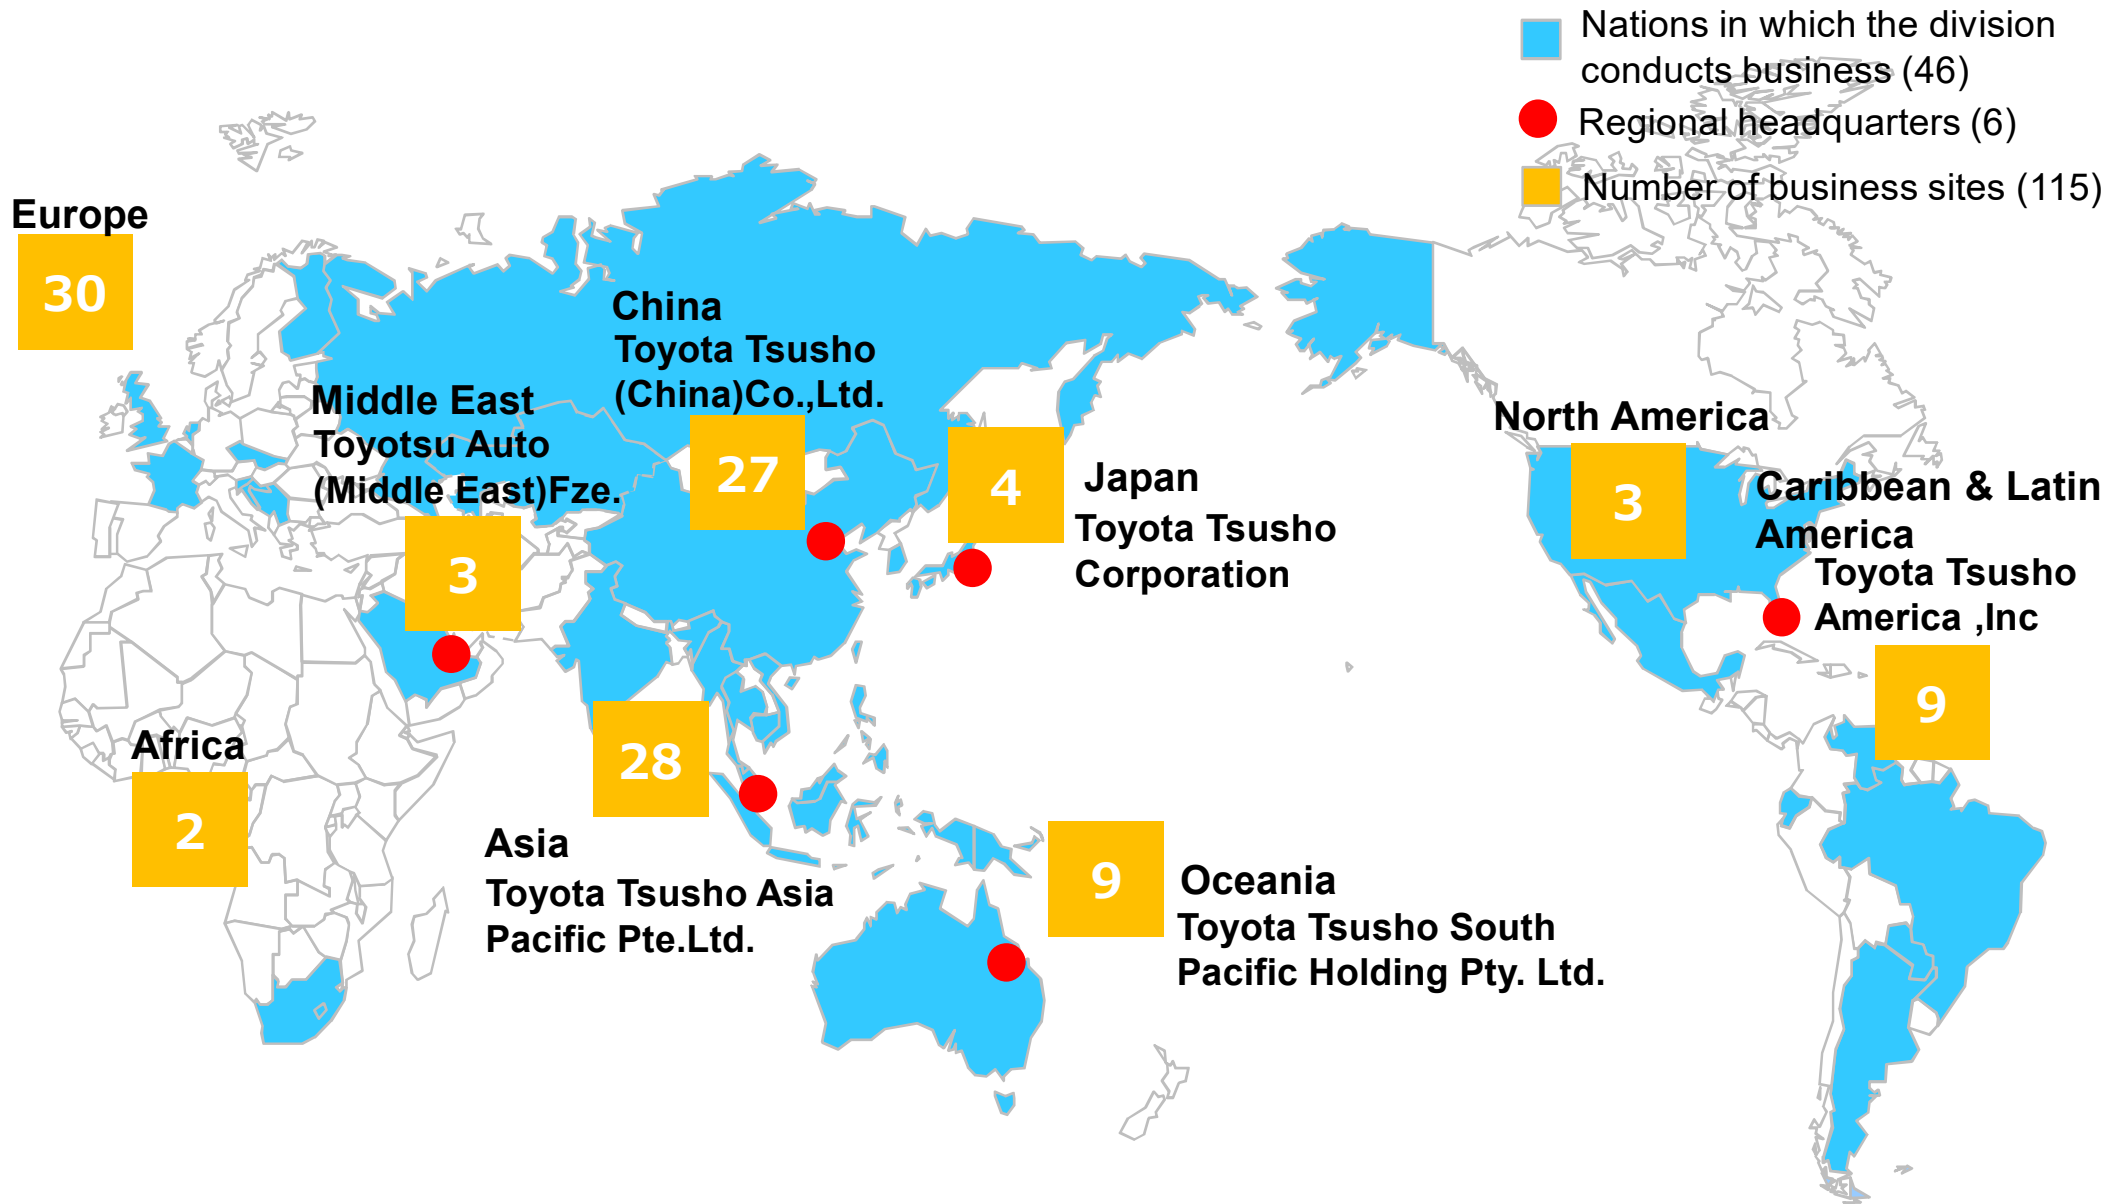 Nations in which the division
conducts business (46)
Regional headquarters (6)
Number of business sites (115)
Europe
30
China
Toyota Tsusho
(China)Co.,Ltd.
27
Middle East
Toyotsu Auto
(Middle East)Fze.
3
4
Japan
Toyota Tsusho
Corporation
North America
3
Caribbean & Latin
America
Toyota Tsusho
America ,Inc
9
Africa
2
28
Asia
Toyota Tsusho Asia
Pacific Pte.Ltd.
9
Oceania
Toyota Tsusho South
Pacific Holding Pty. Ltd.